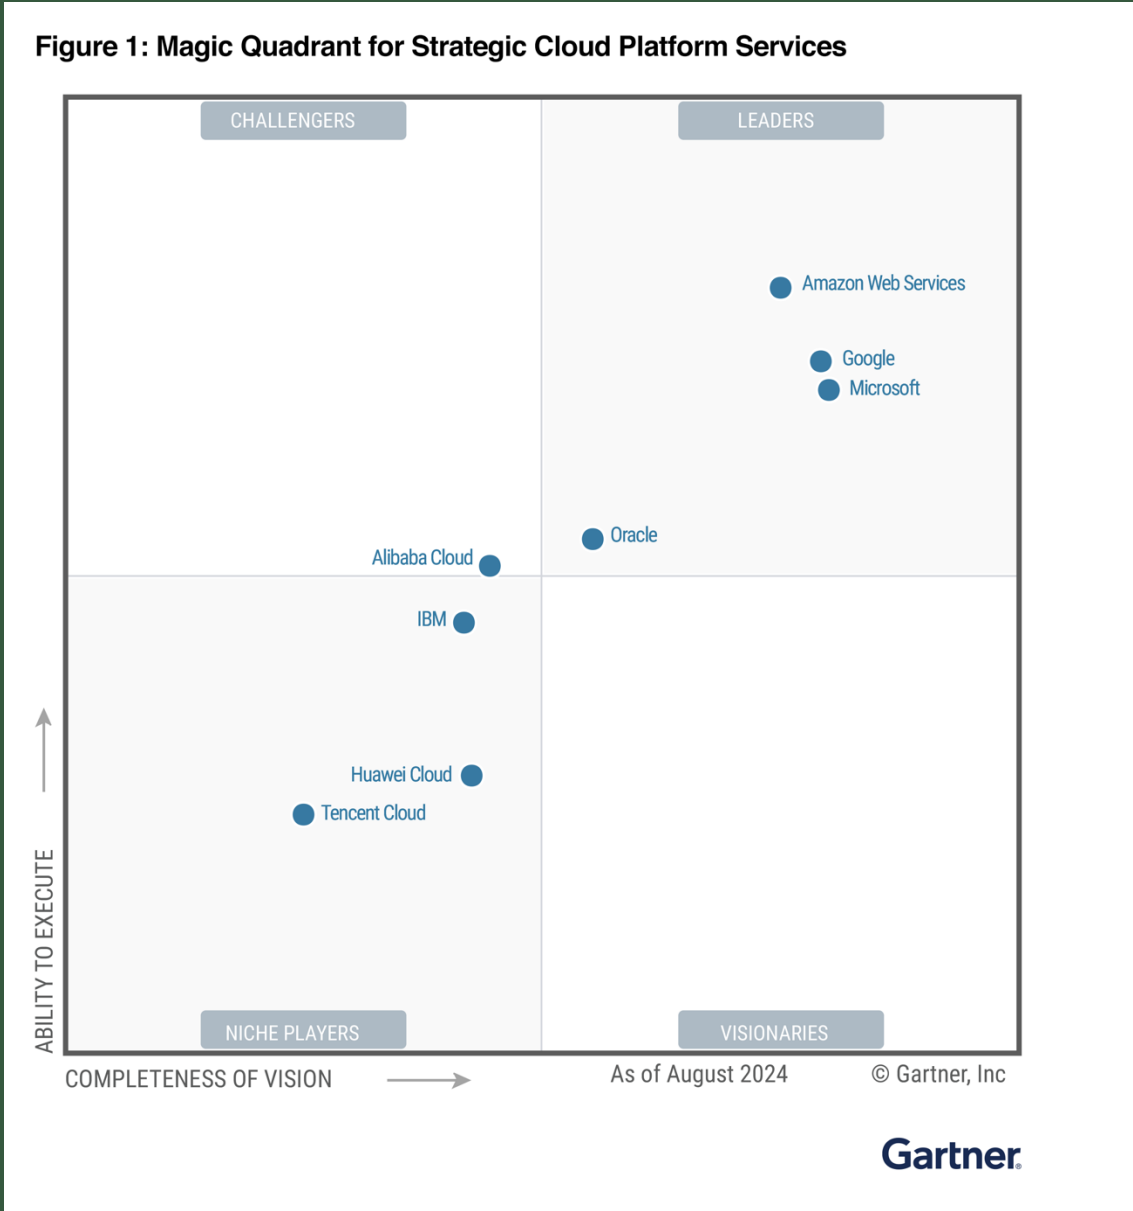 Figure 1: Magic Quadrant for Strategic Cloud Platform Services
CHALLENGERS
LEADERS
Amazon Web Services
Google
Microsoft
Oracle
Alibaba Cloud
IBM
Huawei Cloud
Tencent Cloud
ABILITY TO EXECUTE
NICHE PLAYERS
VISIONARIES
COMPLETENESS OF VISION
As of August 2024
© Gartner, Inc
Gartner®